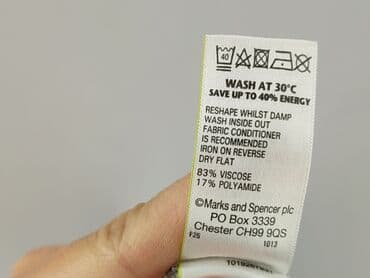 40
WASH AT 30°C
SAVE UP TO 40% ENERGY
RESHAPE WHILST DAMP
WASH INSIDE OUT
FABRIC CONDITIONER
IS RECOMMENDED
IRON ON REVERSE
DRY FLAT
83% VISCOSE
17% POLYAMIDE
©Marks and Spencer plc
PO Box 3339
Chester CH99 9QS
F25 1013